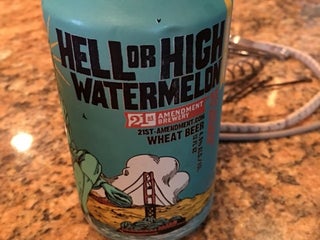 HELL OR HIGH
WATERMELON
21st AMENDMENT
BREWERY
21ST-AMENDMENT.COM
WHEAT BEER